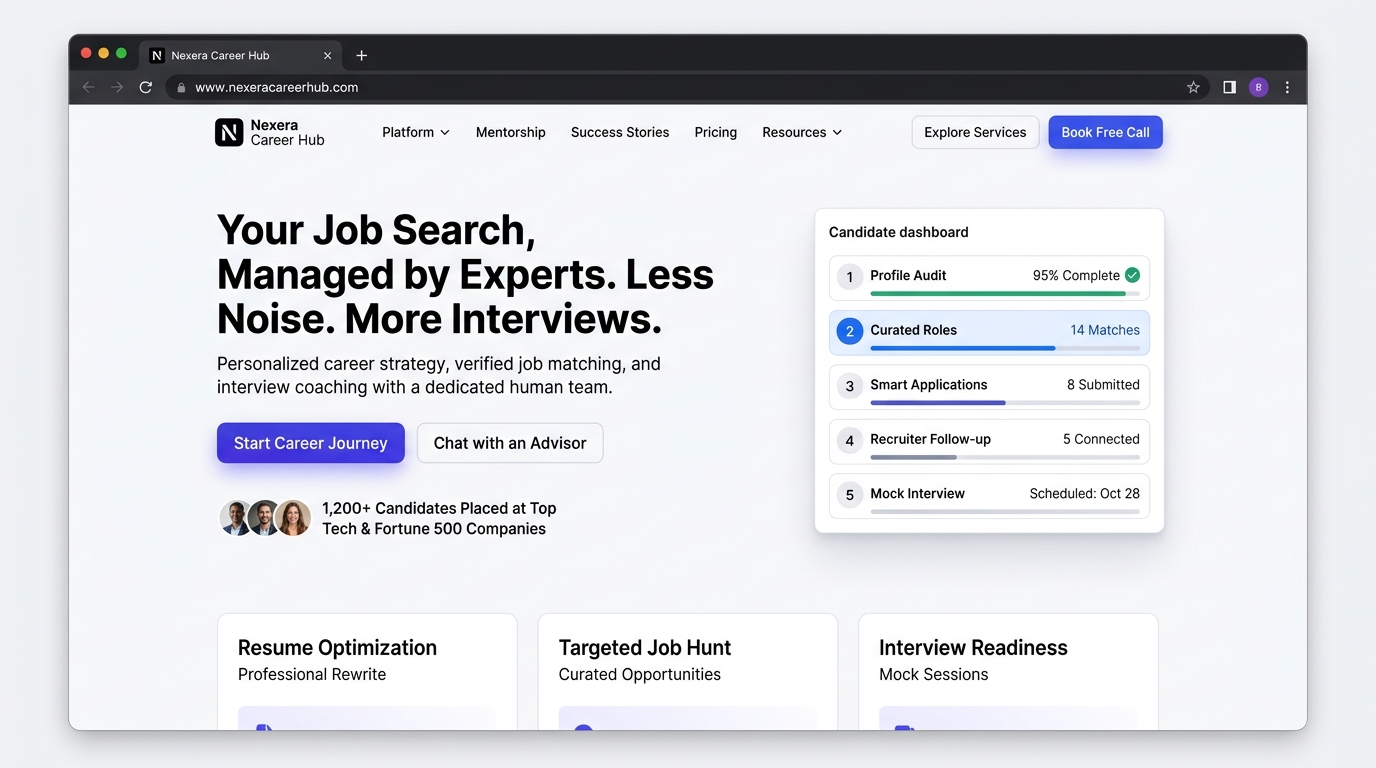 Nexera Career Hub
www.nexeracareerhub.com
8
N
Nexera
Career Hub
Platform
Mentorship
Success Stories
Pricing
Resources
Explore Services
Book Free Call
Your Job Search,
Managed by Experts. Less
Noise. More Interviews.
Personalized career strategy, verified job matching, and
interview coaching with a dedicated human team.
Start Career Journey
Chat with an Advisor
1,200+ Candidates Placed at Top
Tech & Fortune 500 Companies
Candidate dashboard
1 Profile Audit 95% Complete
2 Curated Roles 14 Matches
3 Smart Applications 8 Submitted
4 Recruiter Follow-up 5 Connected
5 Mock Interview Scheduled: Oct 28
Resume Optimization
Professional Rewrite
Targeted Job Hunt
Curated Opportunities
Interview Readiness
Mock Sessions